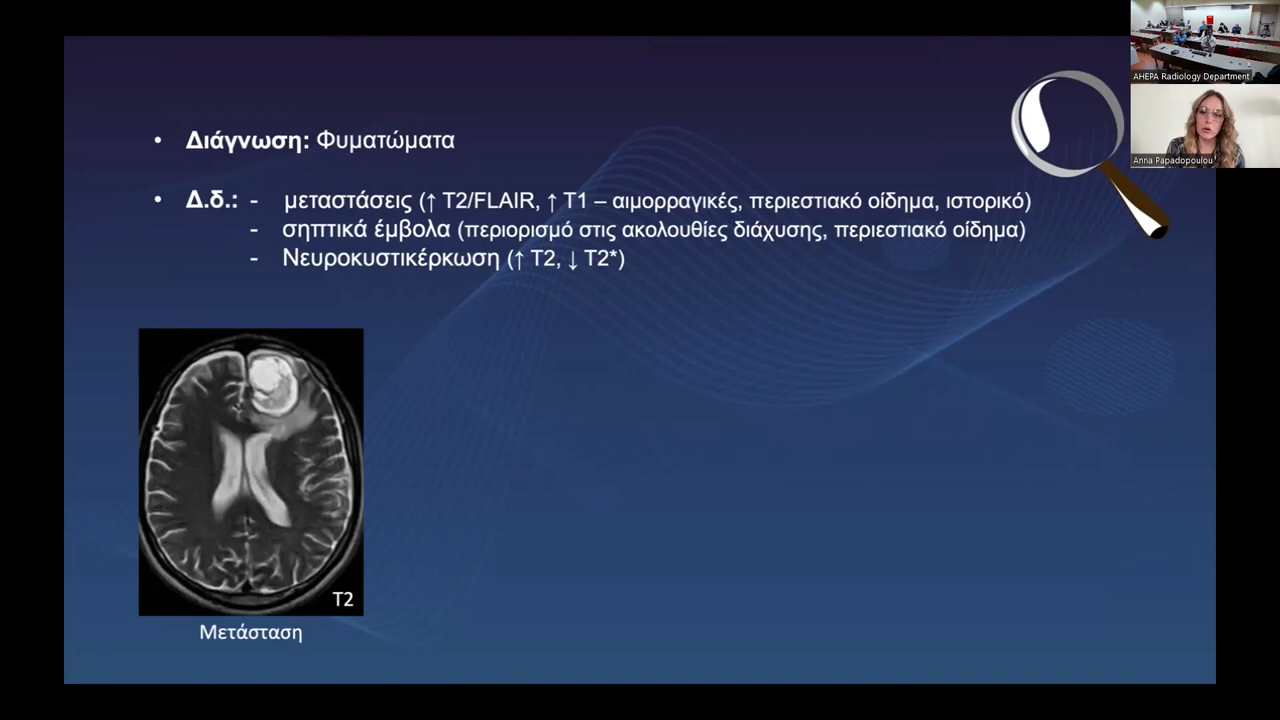 AHEPA Radiology Department
Anna Papadopoulou
• Διάγνωση: Φυματώματα
• Δ.δ.: - μεταστάσεις (↑ T2/FLAIR, ↑ T1 – αιμορραγικές, περιεστιακό οίδημα, ιστορικό)
- σηπτικά έμβολα (περιορισμό στις ακολουθίες διάχυσης, περιεστιακό οίδημα)
- Νευροκυστικέρκωση (↑ T2, ↓ T2*)
T2
Μετάσταση